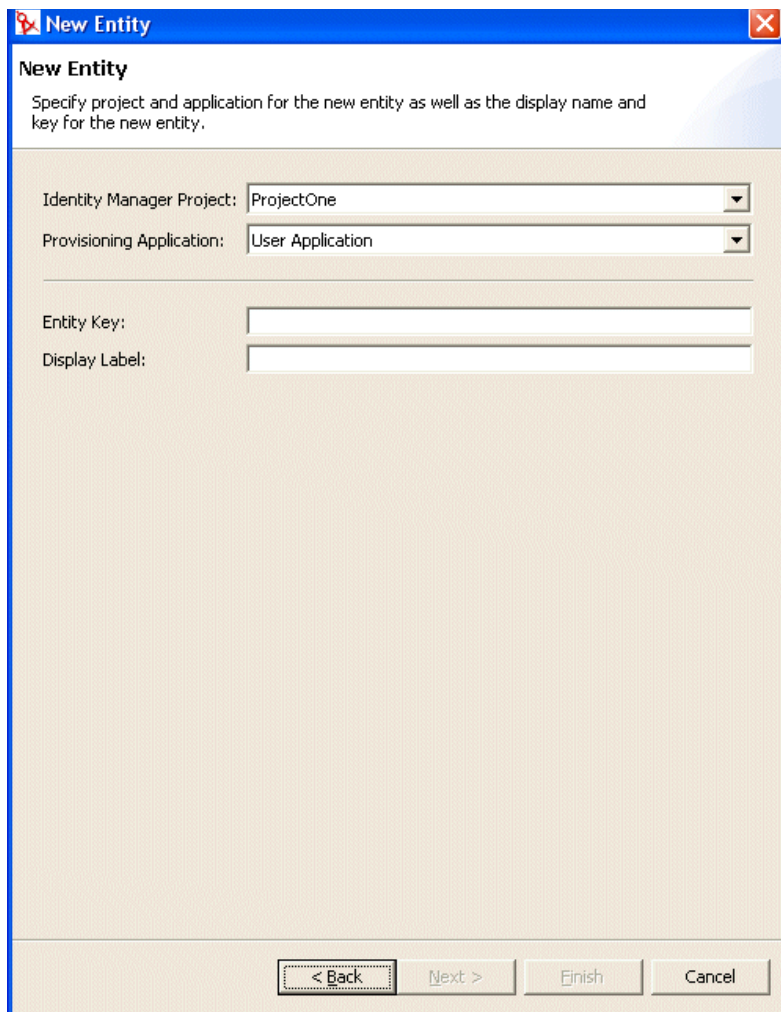 New Entity
New Entity
Specify project and application for the new entity as well as the display name and
key for the new entity.
Identity Manager Project: ProjectOne
Provisioning Application: User Application
Entity Key:
Display Label:
< Back Next > Finish Cancel